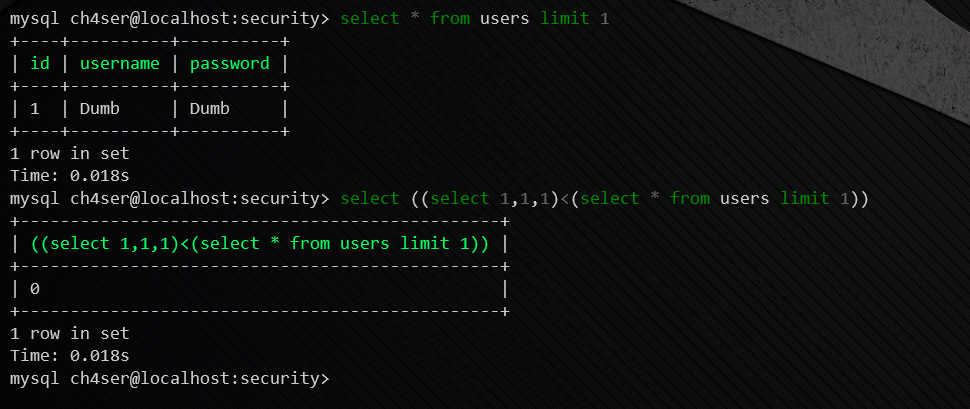 mysql ch4ser@localhost:security> select * from users limit 1
+----+----------+----------+
| id | username | password |
+----+----------+----------+
| 1  | Dumb     | Dumb     |
+----+----------+----------+
1 row in set
Time: 0.018s
mysql ch4ser@localhost:security> select ((select 1,1,1)<(select * from users limit 1))
+-----------------------------------------------+
| ((select 1,1,1)<(select * from users limit 1)) |
+-----------------------------------------------+
| 0                                             |
+-----------------------------------------------+
1 row in set
Time: 0.018s
mysql ch4ser@localhost:security>